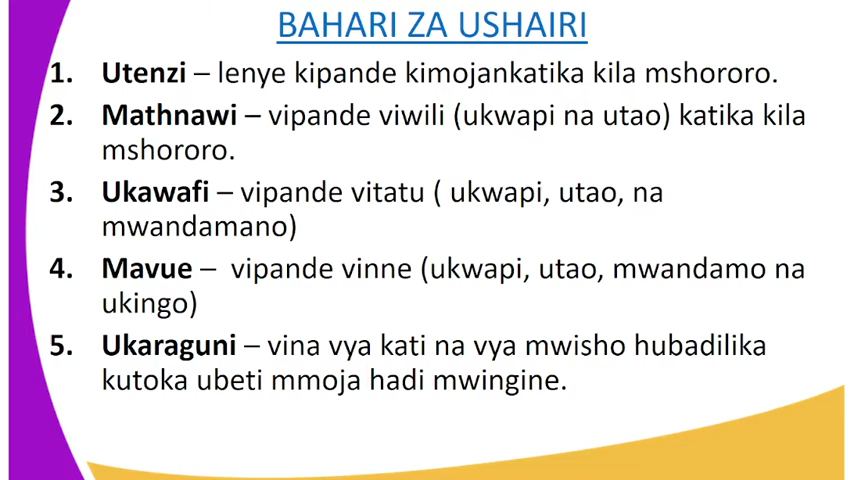 BAHARI ZA USHAIRI
1. Utenzi – lenye kipande kimojankatika kila mshororo.
2. Mathnawi – vipande viwili (ukwapi na utao) katika kila
mshororo.
3. Ukawafi – vipande vitatu ( ukwapi, utao, na
mwandamano)
4. Mavue – vipande vinne (ukwapi, utao, mwandamo na
ukingo)
5. Ukaraguni – vina vya kati na vya mwisho hubadilika
kutoka ubeti mmoja hadi mwingine.